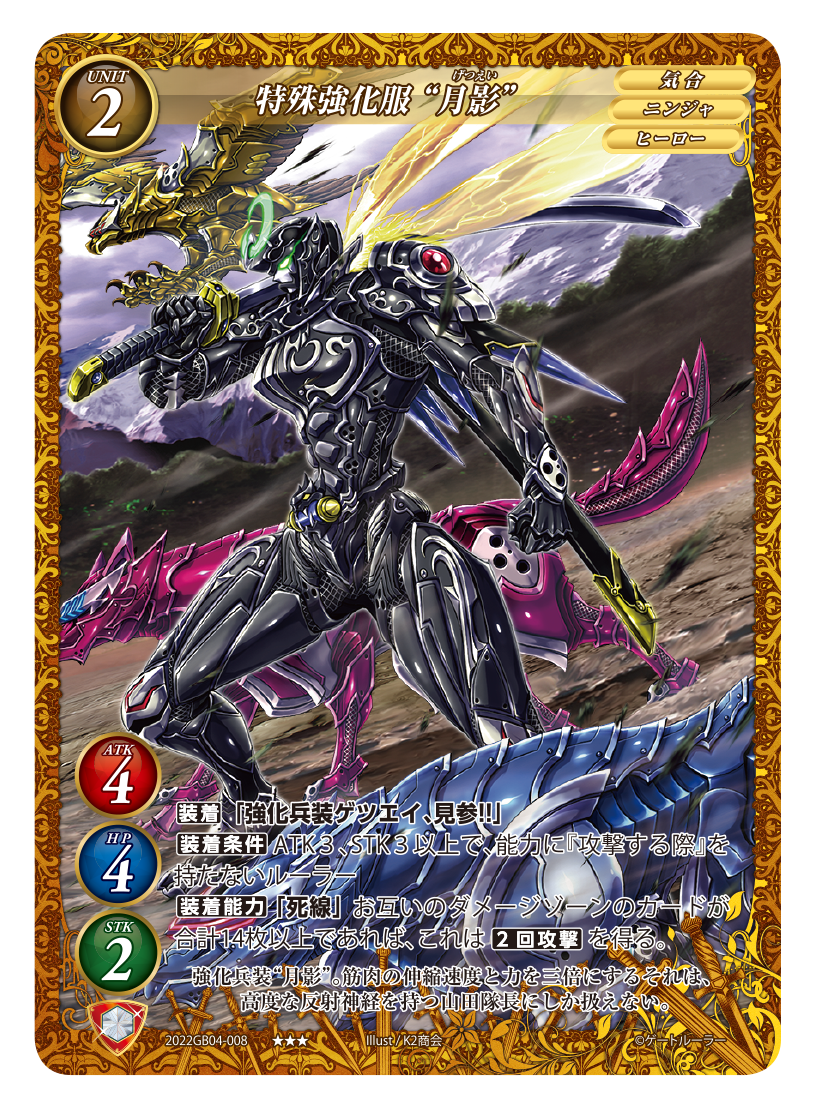 UNIT
2
げつえい
特殊強化服“月影”
気合
ニンジャ
ヒーロー
ATK
4
HP
4
STK
2
装着「強化兵装ゲツエイ、見参!!」
装着条件 ATK3、STK3以上で、能力に『攻撃する際』を
持たないルーラー
装着能力「死線」お互いのダメージゾーンのカードが
合計14枚以上であれば、これは 2回攻撃 を得る。
強化兵装“月影”。筋肉の伸縮速度と力を三倍にするそれは、
高度な反射神経を持つ山田隊長にしか扱えない。
2022GB04-008 ★★★ Illust / K2商会 ©ゲートルーラー